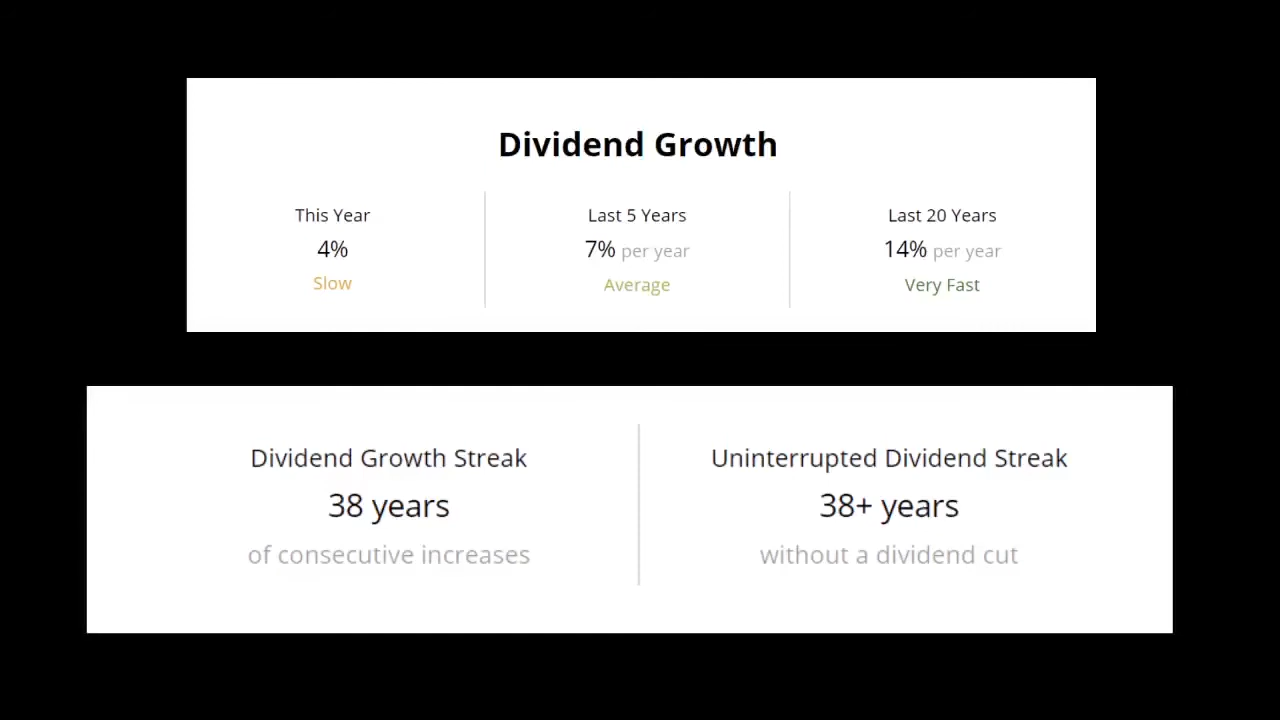 Dividend Growth
This Year
4%
Slow
Last 5 Years
7% per year
Average
Last 20 Years
14% per year
Very Fast
Dividend Growth Streak
38 years
of consecutive increases
Uninterrupted Dividend Streak
38+ years
without a dividend cut